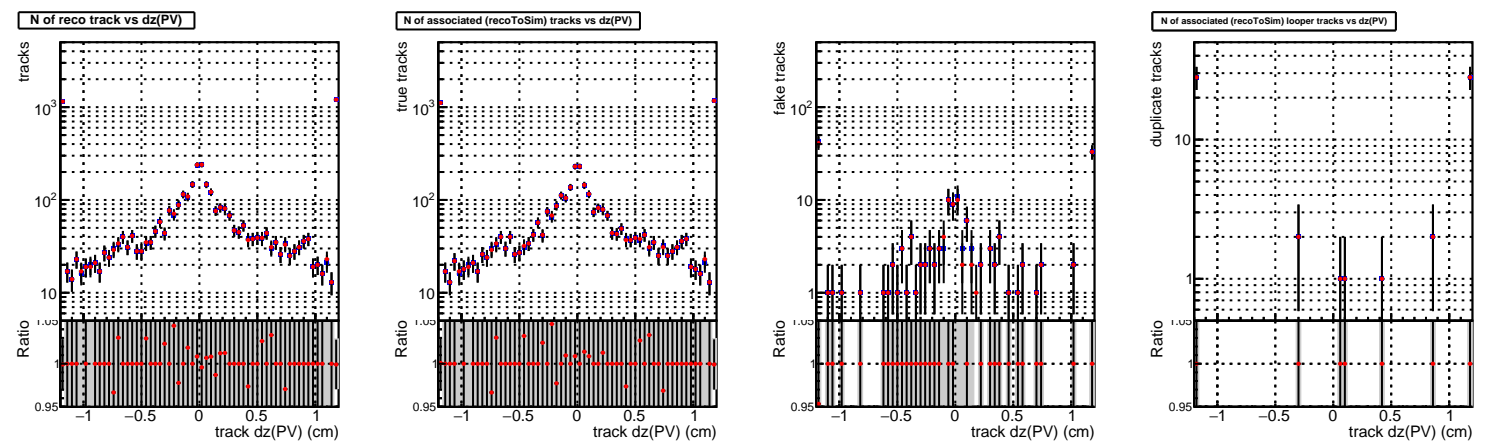 N of reco track vs dz(PV)
tracks
10³
10²
10
Ratio
1.05
1
0.95
−1 −0.5 0 0.5 1
track dz(PV) (cm)
N of associated (recoToSim) tracks vs dz(PV)
true tracks
10³
10²
10
Ratio
1.05
1
0.95
−1 −0.5 0 0.5 1
track dz(PV) (cm)
fake tracks
10²
10
1
Ratio
1.05
1
0.95
−1 −0.5 0 0.5 1
track dz(PV) (cm)
N of associated (recoToSim) looper tracks vs dz(PV)
duplicate tracks
10
1
Ratio
1.05
1
0.95
−1 −0.5 0 0.5 1
track dz(PV) (cm)